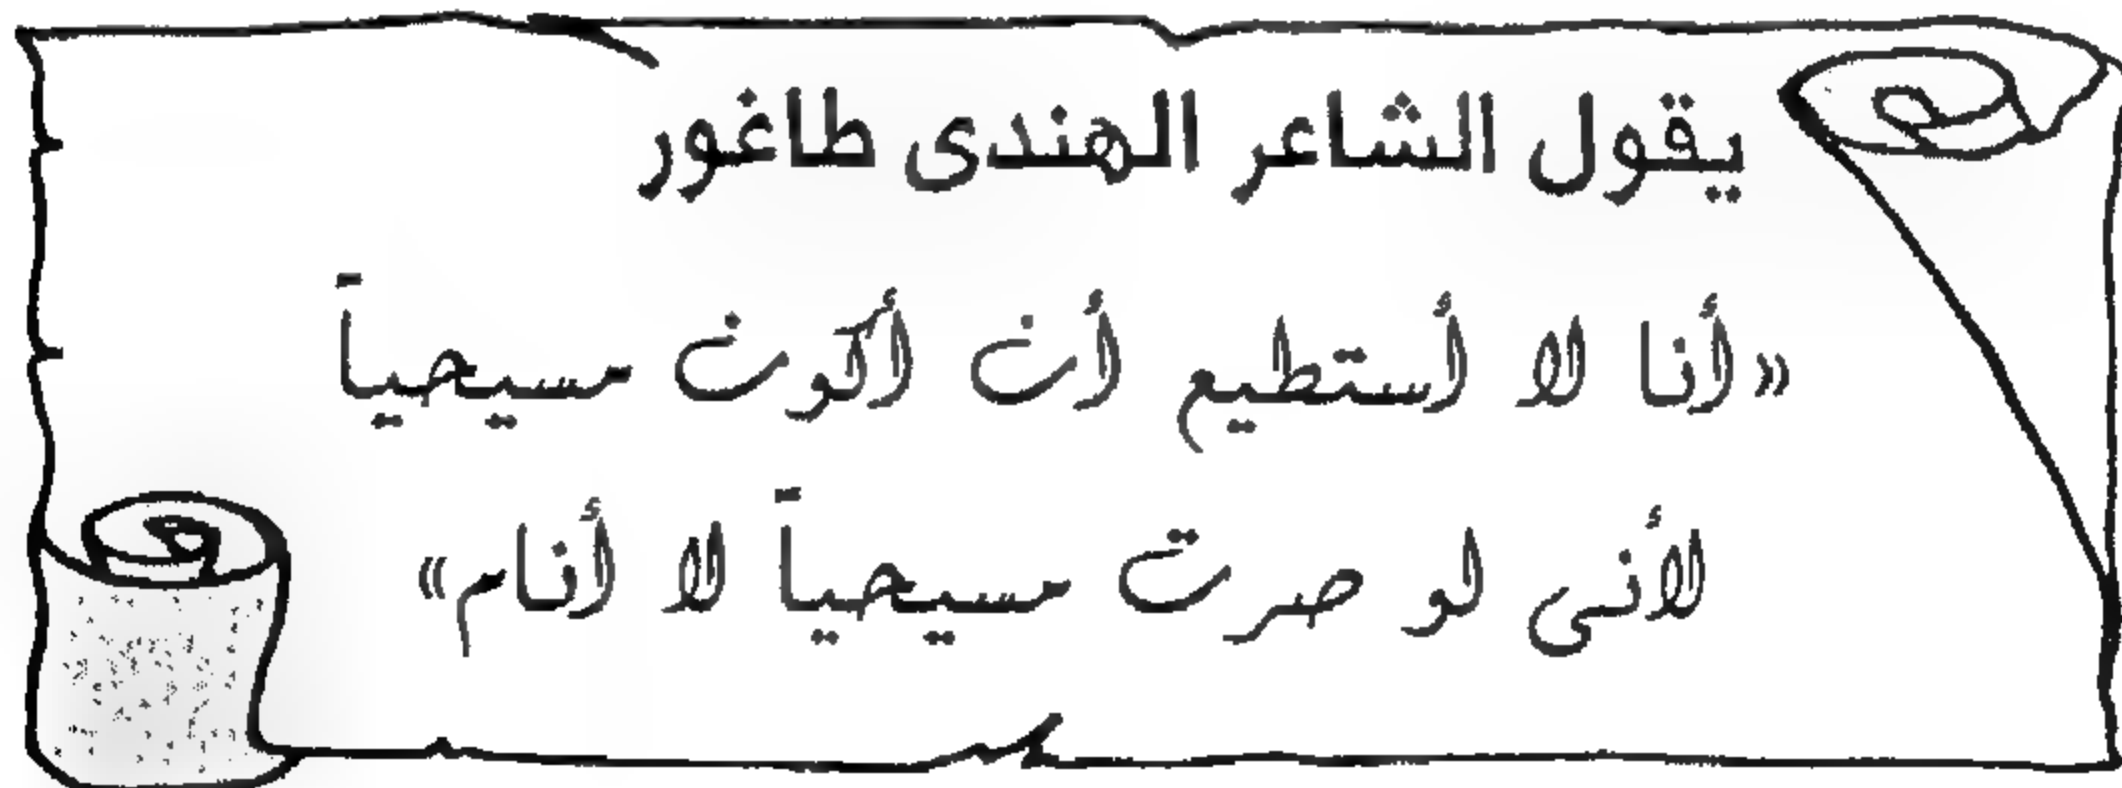 يقول الشاعر الهندى طاغور
«أنا لا أستطيع أن أكون مسيحياً
لأنى لو صرت مسيحياً لا أنام»